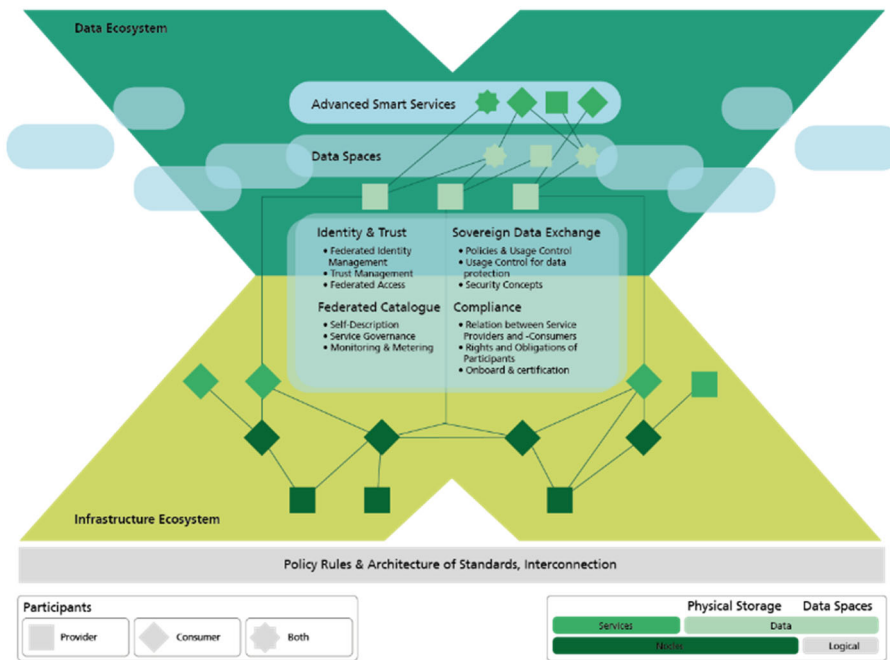 Data Ecosystem
Advanced Smart Services
Data Spaces
Identity & Trust
• Federated Identity
Management
• Trust Management
• Federated Access
Sovereign Data Exchange
• Policies & Usage Control
• Usage Control for data
protection
• Security Concepts
Federated Catalogue
• Self-Description
• Service Governance
• Monitoring & Metering
Compliance
• Relation between Service
Providers and -Consumers
• Rights and Obligations of
Participants
• Onboard & certification
Infrastructure Ecosystem
Policy Rules & Architecture of Standards, Interconnection
Participants
Provider
Consumer
Both
Physical Storage
Data Spaces
Services
Data
Nodes
Logical